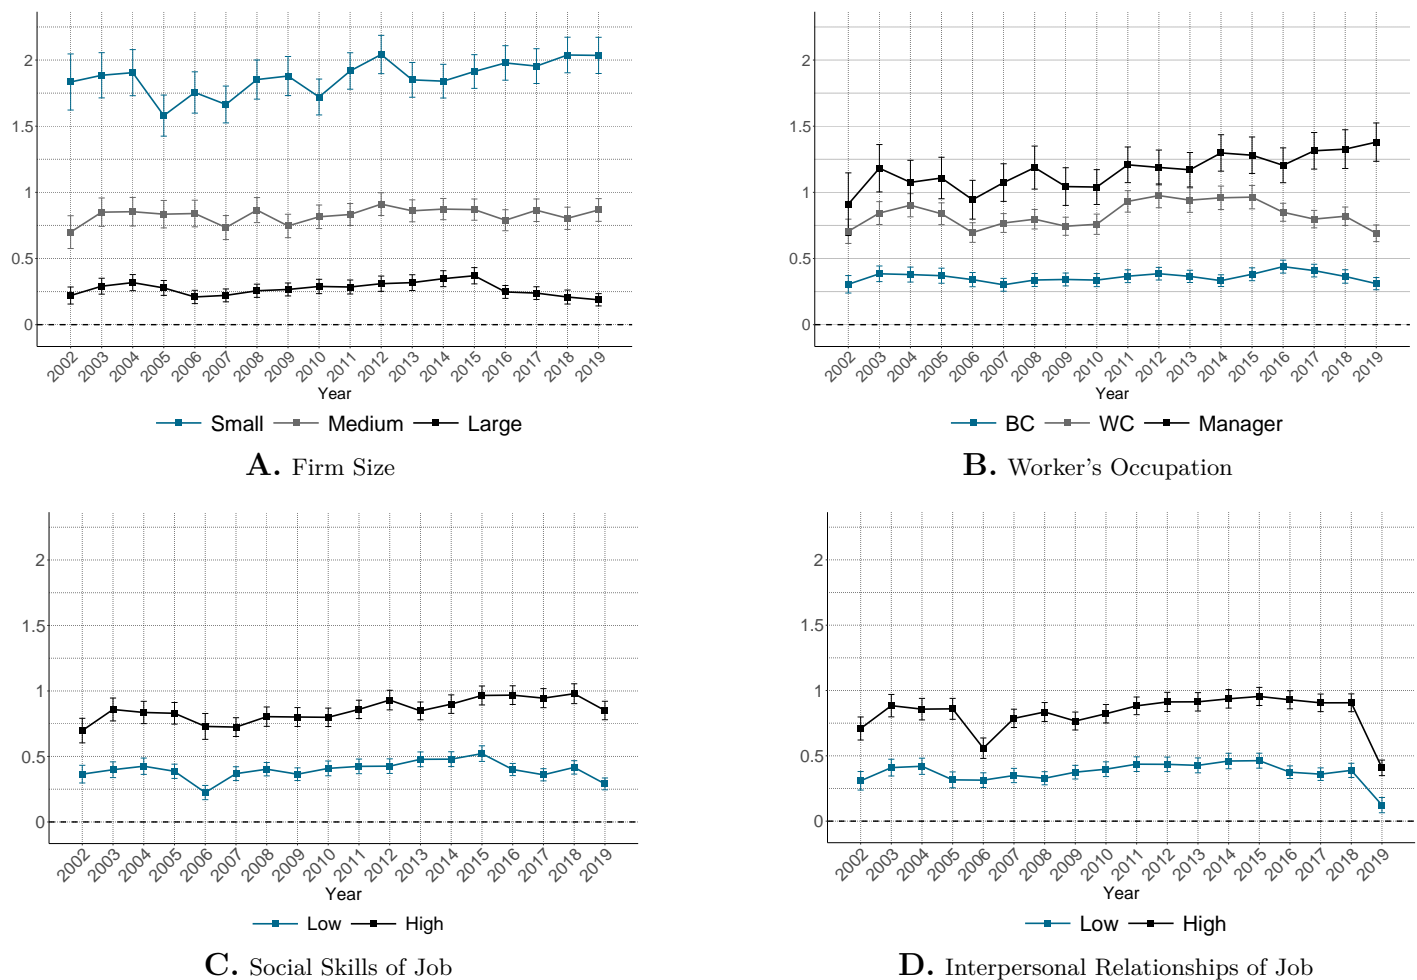 2
1.5
1
0.5
0
2002 2003 2004 2005 2006 2007 2008 2009 2010 2011 2012 2013 2014 2015 2016 2017 2018 2019
Year
Small Medium Large
A. Firm Size
2
1.5
1
0.5
0
2002 2003 2004 2005 2006 2007 2008 2009 2010 2011 2012 2013 2014 2015 2016 2017 2018 2019
Year
BC WC Manager
B. Worker's Occupation
2
1.5
1
0.5
0
2002 2003 2004 2005 2006 2007 2008 2009 2010 2011 2012 2013 2014 2015 2016 2017 2018 2019
Year
Low High
C. Social Skills of Job
2
1.5
1
0.5
0
2002 2003 2004 2005 2006 2007 2008 2009 2010 2011 2012 2013 2014 2015 2016 2017 2018 2019
Year
Low High
D. Interpersonal Relationships of Job